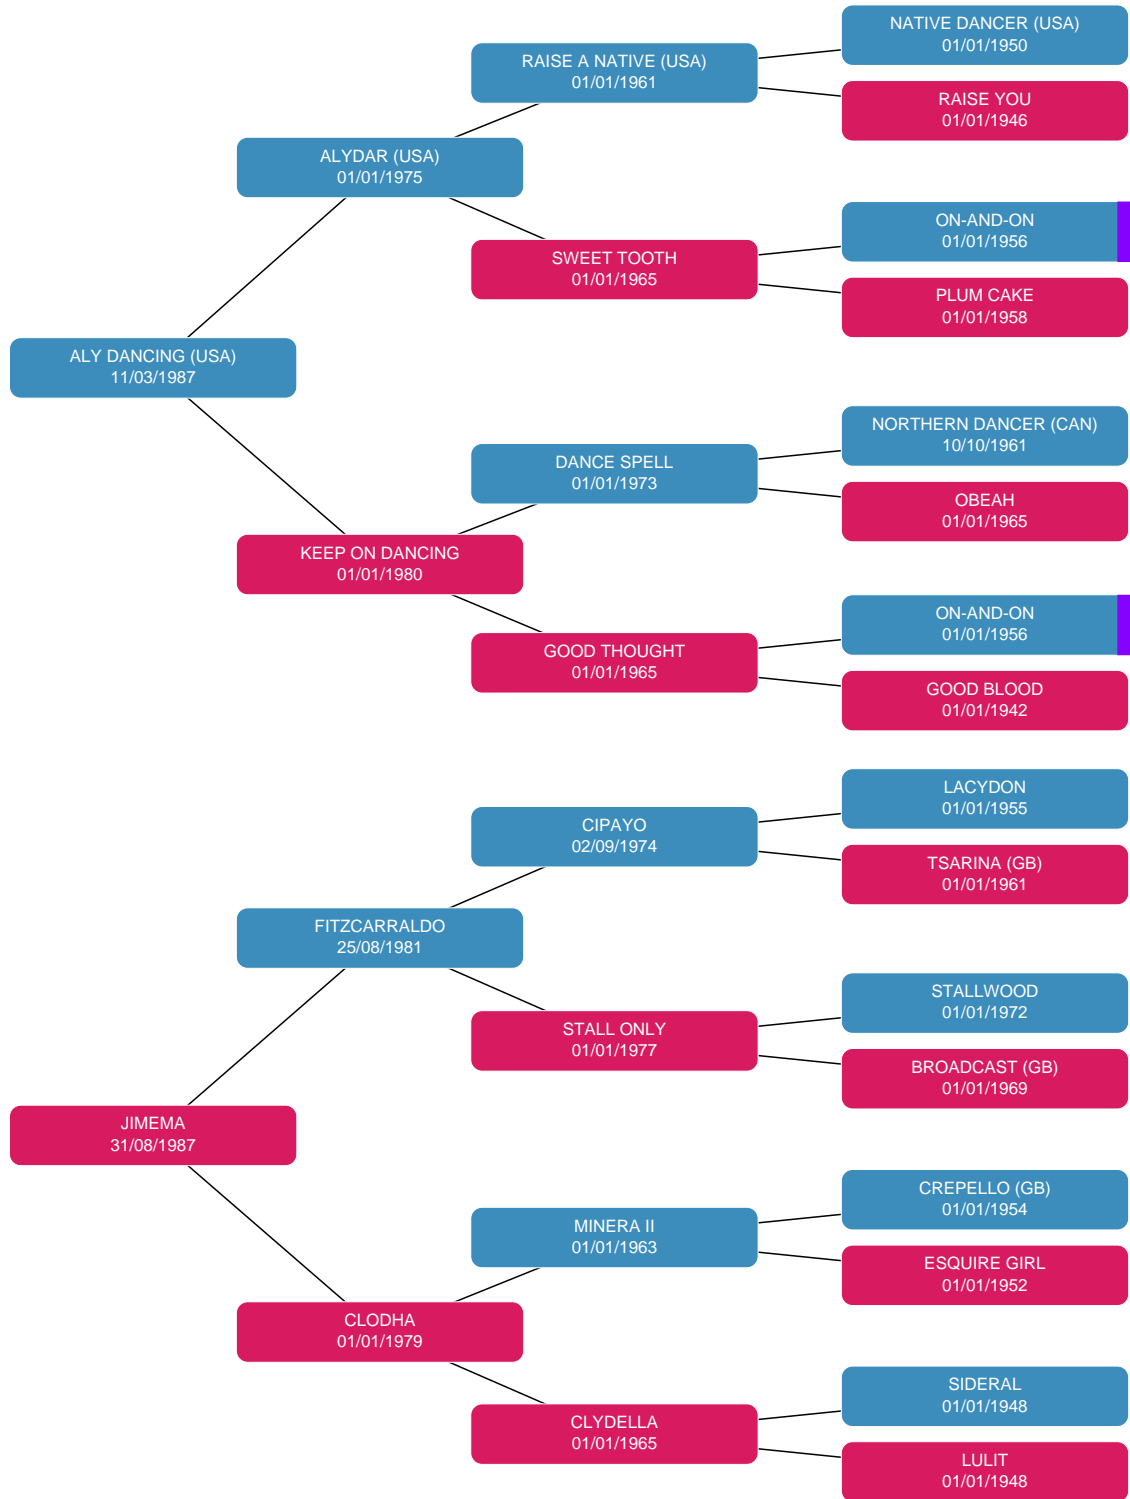 NATIVE DANCER (USA)
01/01/1950
RAISE A NATIVE (USA)
01/01/1961
RAISE YOU
01/01/1946
ALYDAR (USA)
01/01/1975
ON-AND-ON
01/01/1956
SWEET TOOTH
01/01/1965
PLUM CAKE
01/01/1958
ALY DANCING (USA)
11/03/1987
NORTHERN DANCER (CAN)
10/10/1961
DANCE SPELL
01/01/1973
OBEAH
01/01/1965
KEEP ON DANCING
01/01/1980
ON-AND-ON
01/01/1956
GOOD THOUGHT
01/01/1965
GOOD BLOOD
01/01/1942
LACYDON
01/01/1955
CIPAYO
02/09/1974
TSARINA (GB)
01/01/1961
FITZCARRALDO
25/08/1981
STALLWOOD
01/01/1972
STALL ONLY
01/01/1977
BROADCAST (GB)
01/01/1969
JIMEMA
31/08/1987
CREPELLO (GB)
01/01/1954
MINERA II
01/01/1963
ESQUIRE GIRL
01/01/1952
CLODHA
01/01/1979
SIDERAL
01/01/1948
CLYDELLA
01/01/1965
LULIT
01/01/1948